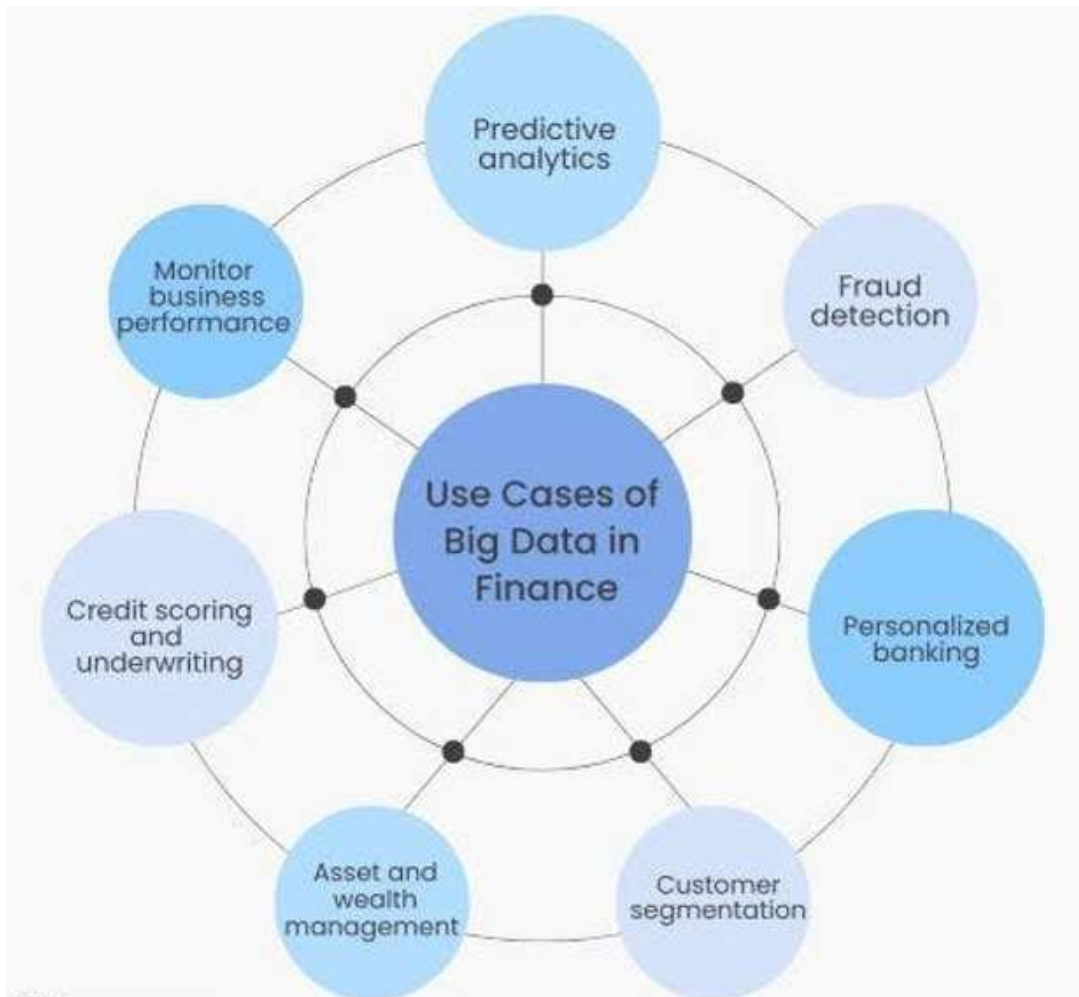 Predictive
analytics
Fraud
detection
Personalized
banking
Customer
segmentation
Asset and
wealth
management
Credit scoring
and
underwriting
Monitor
business
performance
Use Cases of
Big Data in
Finance